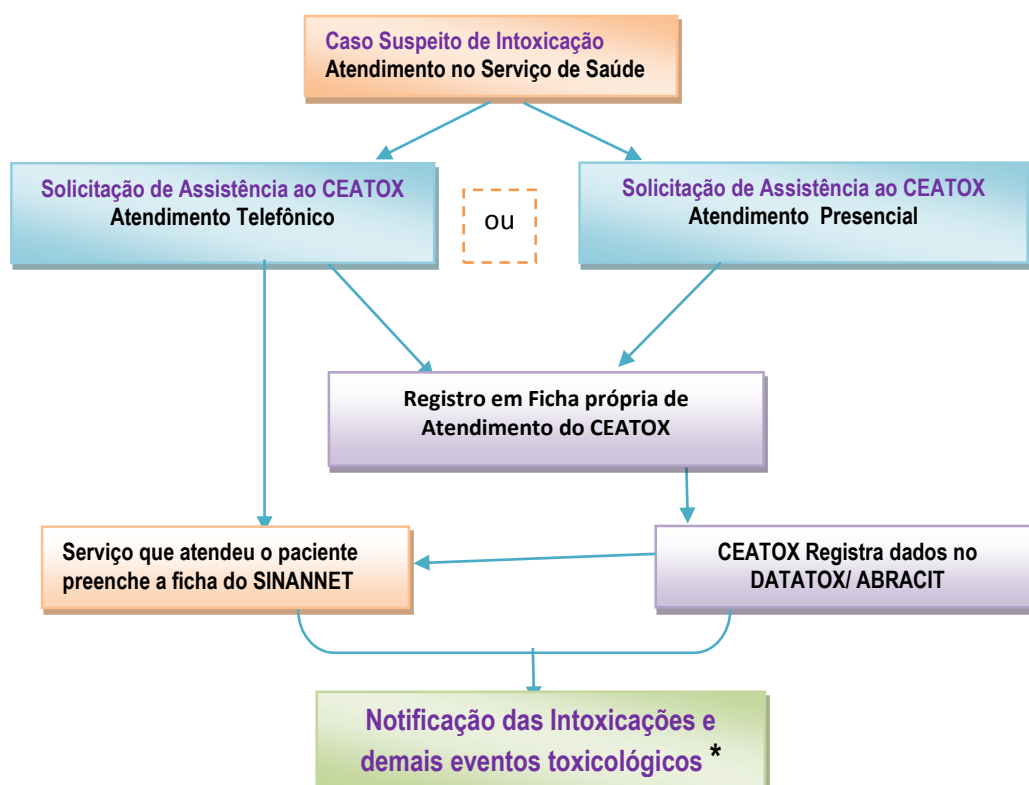 Caso Suspeito de Intoxicação
Atendimento no Serviço de Saúde
Solicitação de Assistência ao CEATOX
Atendimento Telefônico
ou
Solicitação de Assistência ao CEATOX
Atendimento Presencial
Registro em Ficha própria de
Atendimento do CEATOX
Serviço que atendeu o paciente
preenche a ficha do SINANNET
CEATOX Registra dados no
DATATOX/ ABRACIT
Notificação das Intoxicações e
demais eventos toxicológicos *